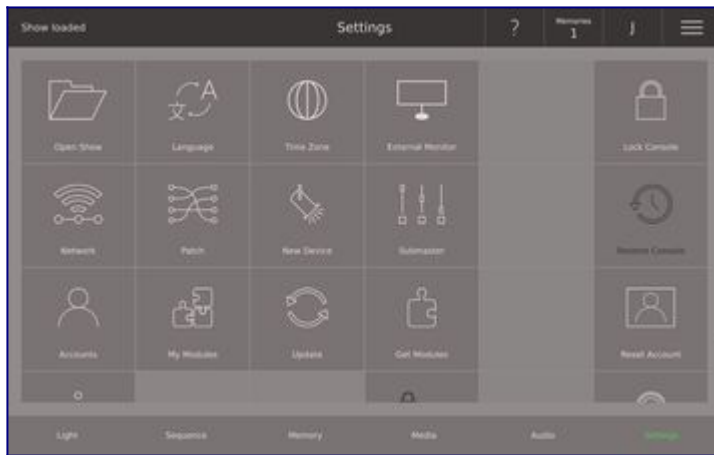 Show loaded
Settings
?
Memories
1
J
Open Show
Language
Time Zone
External Monitor
Lock Console
Network
Patch
New Device
Submaster
Restore Console
Accounts
My Modules
Update
Get Modules
Reset Account
Light
Sequence
Memory
Media
Audio
Settings